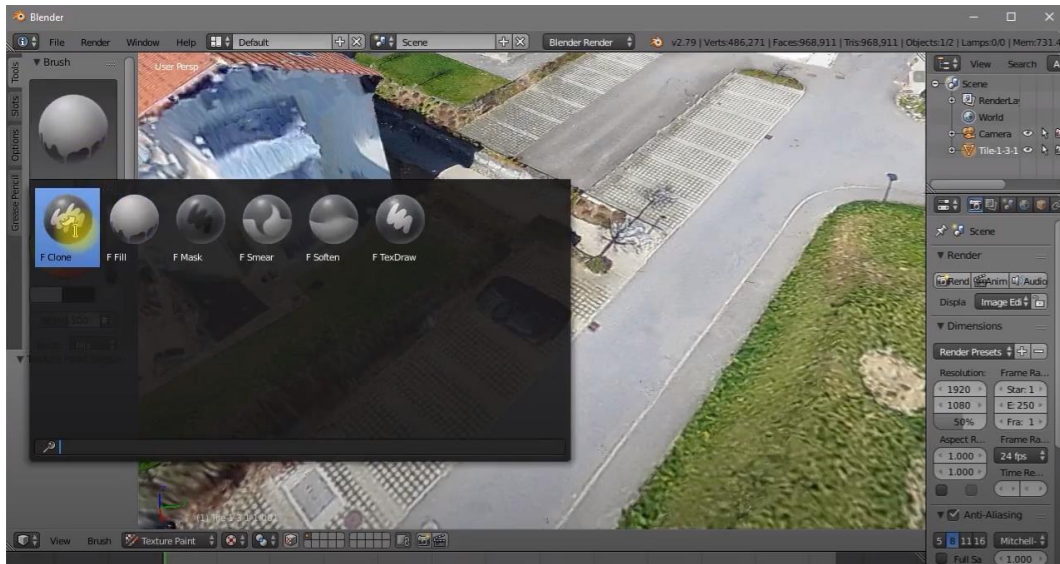 Blender
File Render Window Help Default Scene Blender Render v2.79 | Verts:486,271 | Faces:968,911 | Tris:968,911 | Objects:1/2 | Lamps:0/0 | Mem:731.4
Tools
Slots
Options
Grease Pencil
Brush
User Persp
F Clone F Fill F Mask F Smear F Soften F TexDraw
(1) Tile-1-3-1
View Brush Texture Paint
View Search
Scene
RenderLay
World
Camera
Tile-1-3-1
Scene
Render
Rend Anim Audio
Displa Image Edi
Dimensions
Render Presets
Resolution: Frame Ra...
1920 Star: 1
1080 E: 250
50% Fra: 1
Aspect R... Frame Ra...
1.000 24 fps
1.000 Time Re...
Anti-Aliasing
5 8 11 16 Mitchell-
Full Sa 1.000